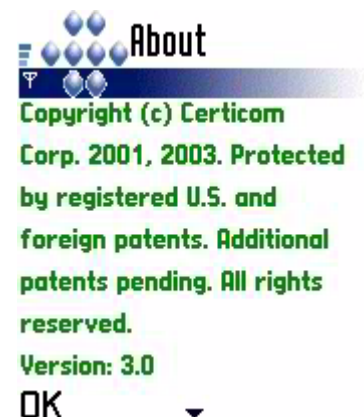 About
Copyright (c) Certicom
Corp. 2001, 2003. Protected
by registered U.S. and
foreign patents. Additional
patents pending. All rights
reserved.
Version: 3.0
OK